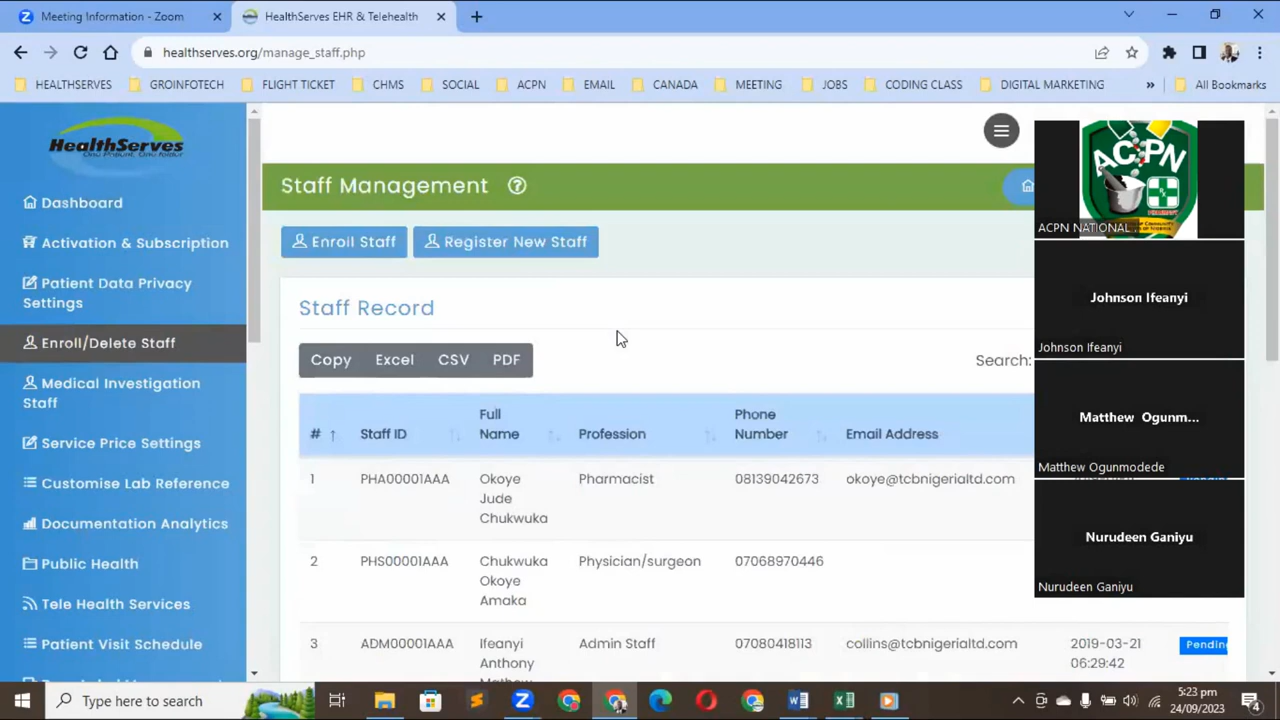 Meeting Information - Zoom
HealthServes EHR & Telehealth
healthserves.org/manage_staff.php
HEALTHSERVES
GROINFOTECH
FLIGHT TICKET
CHMS
SOCIAL
ACPN
EMAIL
CANADA
MEETING
JOBS
CODING CLASS
DIGITAL MARKETING
»
All Bookmarks
HealthServes
Dashboard
Activation & Subscription
Patient Data Privacy
Settings
Enroll/Delete Staff
Medical Investigation
Staff
Service Price Settings
Customise Lab Reference
Documentation Analytics
Public Health
Tele Health Services
Patient Visit Schedule
Staff Management
Enroll Staff
Register New Staff
Staff Record
Copy Excel CSV PDF
Search:
# Staff ID Full Name Profession Phone Number Email Address
1 PHA00001AAA Okoye Jude Chukwuka Pharmacist 08139042673 okoye@tcbnigerialtd.com
2 PHS00001AAA Chukwuka Okoye Amaka Physician/surgeon 07068970446
3 ADM00001AAA Ifeanyi Anthony Admin Staff 07080418113 collins@tcbnigerialtd.com 2019-03-21 06:29:42 Pending
ACPN
ACPN NATIONAL
Johnson Ifeanyi
Johnson Ifeanyi
Matthew Ogunm...
Matthew Ogunmodede
Nurudeen Ganiyu
Nurudeen Ganiyu
Type here to search
5:23 pm
24/09/2023
4